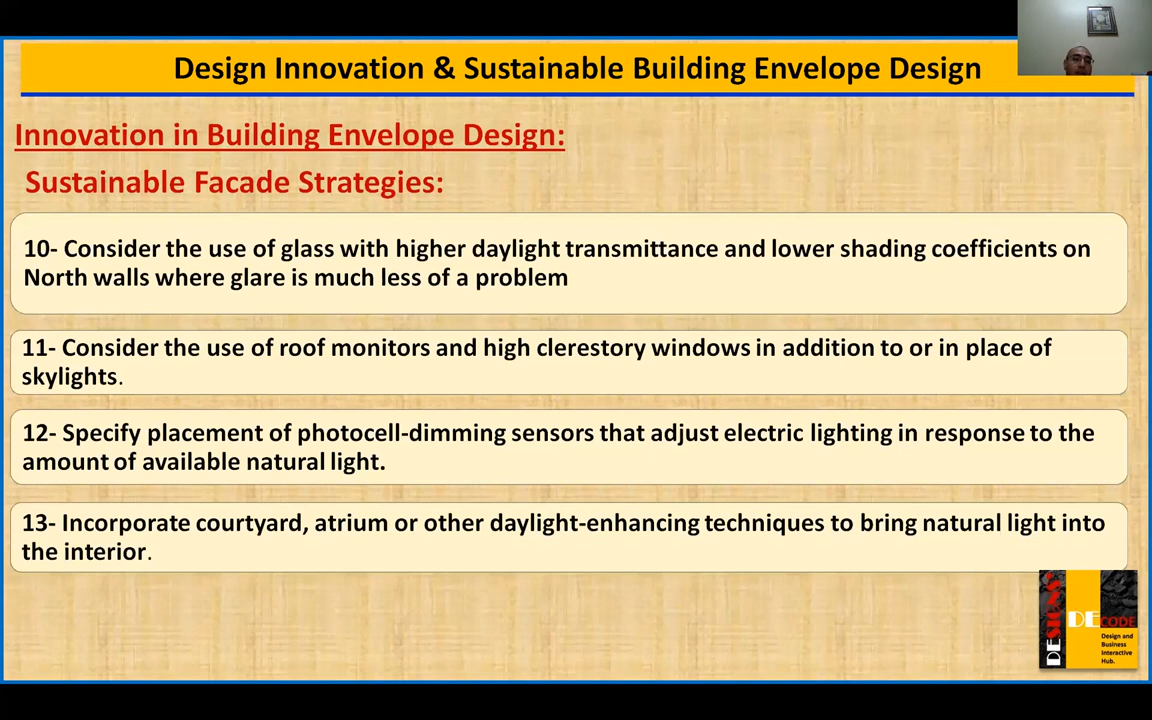 Design Innovation & Sustainable Building Envelope Design
Innovation in Building Envelope Design:
Sustainable Facade Strategies:
10- Consider the use of glass with higher daylight transmittance and lower shading coefficients on
North walls where glare is much less of a problem
11- Consider the use of roof monitors and high clerestory windows in addition to or in place of
skylights.
12- Specify placement of photocell-dimming sensors that adjust electric lighting in response to the
amount of available natural light.
13- Incorporate courtyard, atrium or other daylight-enhancing techniques to bring natural light into
the interior.
DESIGNS
DECODE
Design and
Business
Interactive
Hub.